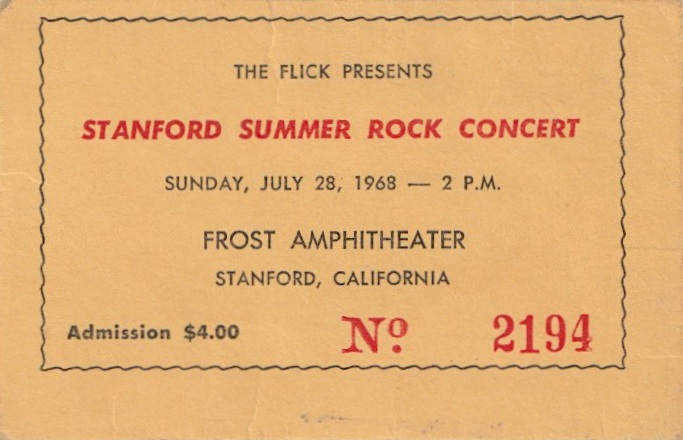 THE FLICK PRESENTS
STANFORD SUMMER ROCK CONCERT
SUNDAY, JULY 28, 1968 — 2 P.M.
FROST AMPHITHEATER
STANFORD, CALIFORNIA
Admission $4.00 Nº 2194